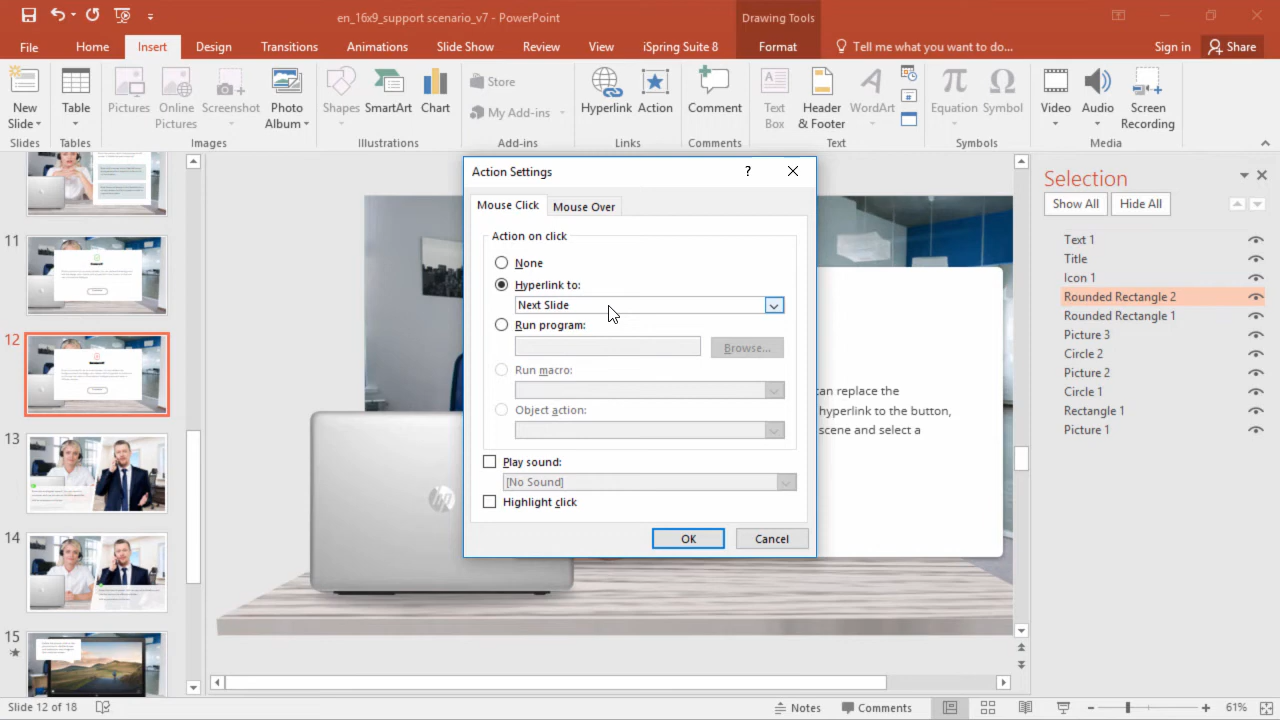 en_16x9_support scenario_v7 - PowerPoint
Drawing Tools
File
Home
Insert
Design
Transitions
Animations
Slide Show
Review
View
iSpring Suite 8
Format
Tell me what you want to do...
Sign in
Share
New
Slide
Table
Pictures
Online
Pictures
Screenshot
Photo
Album
Shapes
SmartArt
Chart
Store
My Add-ins
Hyperlink
Action
Comment
Text
Box
Header
& Footer
WordArt
Equation
Symbol
Video
Audio
Screen
Recording
Slides
Tables
Images
Illustrations
Add-ins
Links
Comments
Text
Symbols
Media
11
12
13
14
15
can replace the
hyperlink to the button,
scene and select a
hp
Action Settings
?
Mouse Click
Mouse Over
Action on click
None
Hyperlink to:
Next Slide
Run program:
Browse...
Run macro:
Object action:
Play sound:
[No Sound]
Highlight click
OK
Cancel
Selection
Show All
Hide All
Text 1
Title
Icon 1
Rounded Rectangle 2
Rounded Rectangle 1
Picture 3
Circle 2
Picture 2
Circle 1
Rectangle 1
Picture 1
Slide 12 of 18
Notes
Comments
61%